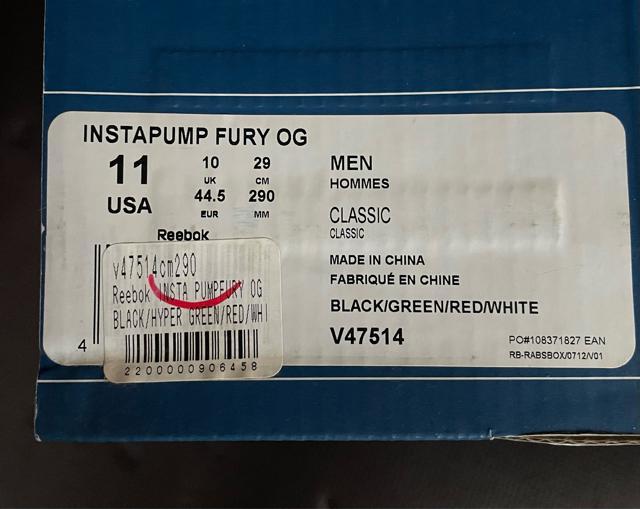 INSTAPUMP FURY OG
11
USA
10
UK
29
CM
44.5
EUR
290
MM
MEN
HOMMES
CLASSIC
CLASSIC
MADE IN CHINA
FABRIQUÉ EN CHINE
BLACK/GREEN/RED/WHITE
V47514
PO#108371827 EAN
RB-RABSBOX/0712/V01
Reebok
4
v47514cm290
Reebok INSTA PUMPFURY OG
BLACK/HYPER GREEN/RED/WHI
2200000906458